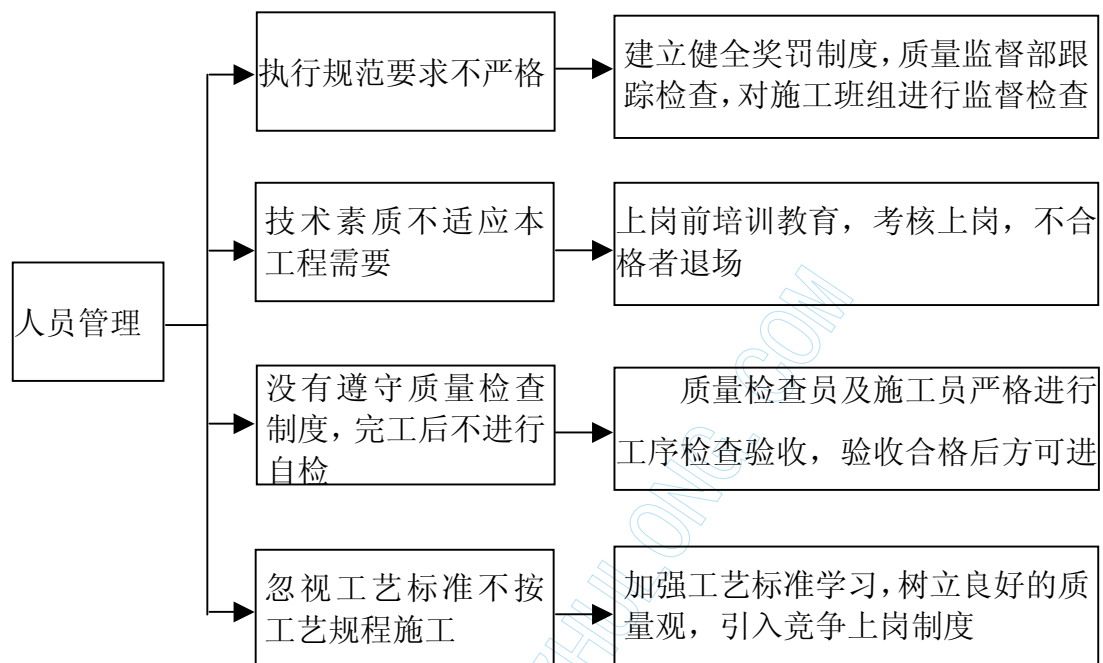 执行规范要求不严格
建立健全奖罚制度，质量监督部跟
踪检查，对施工班组进行监督检查
技术素质不适应本
工程需要
上岗前培训教育，考核上岗，不合
格者退场
人员管理
没有遵守质量检查
制度，完工后不进行
自检
质量检查员及施工员严格进行
工序检查验收，验收合格后方可进
忽视工艺标准不按
工艺规程施工
加强工艺标准学习，树立良好的质
量观，引入竞争上岗制度
ZHULONG.COM